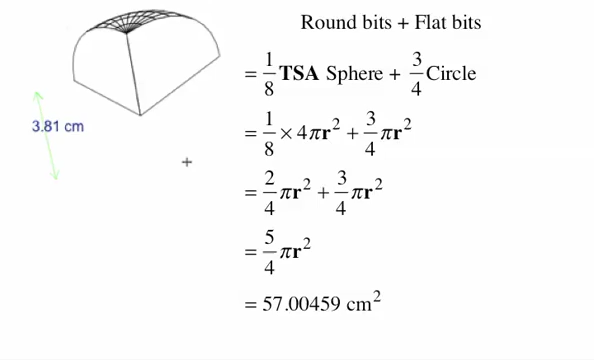 Round bits + Flat bits
= 1/8 TSA Sphere + 3/4 Circle
3.81 cm
= 1/8 × 4πr² + 3/4 πr²
= 2/4 πr² + 3/4 πr²
= 5/4 πr²
= 57.00459 cm²